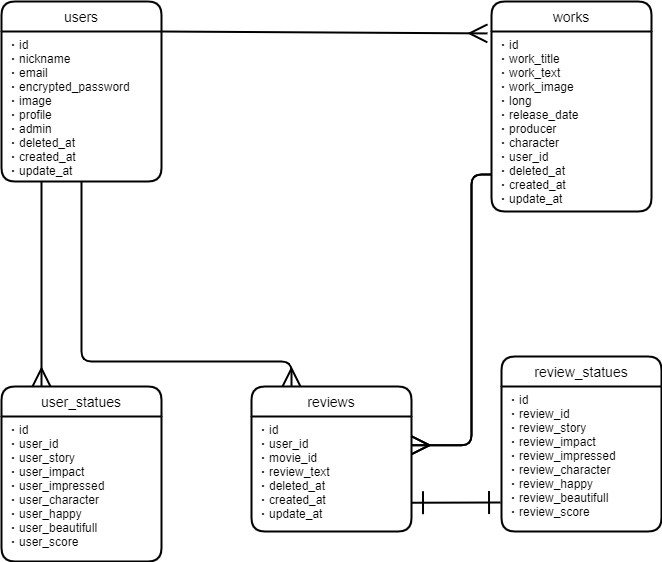 users
・id
・nickname
・email
・encrypted_password
・image
・profile
・admin
・deleted_at
・created_at
・update_at
works
・id
・work_title
・work_text
・work_image
・long
・release_date
・producer
・character
・user_id
・deleted_at
・created_at
・update_at
user_statues
・id
・user_id
・user_story
・user_impact
・user_impressed
・user_character
・user_happy
・user_beautifull
・user_score
reviews
・id
・user_id
・movie_id
・review_text
・deleted_at
・created_at
・update_at
review_statues
・id
・review_id
・review_story
・review_impact
・review_impressed
・review_character
・review_happy
・review_beautifull
・review_score